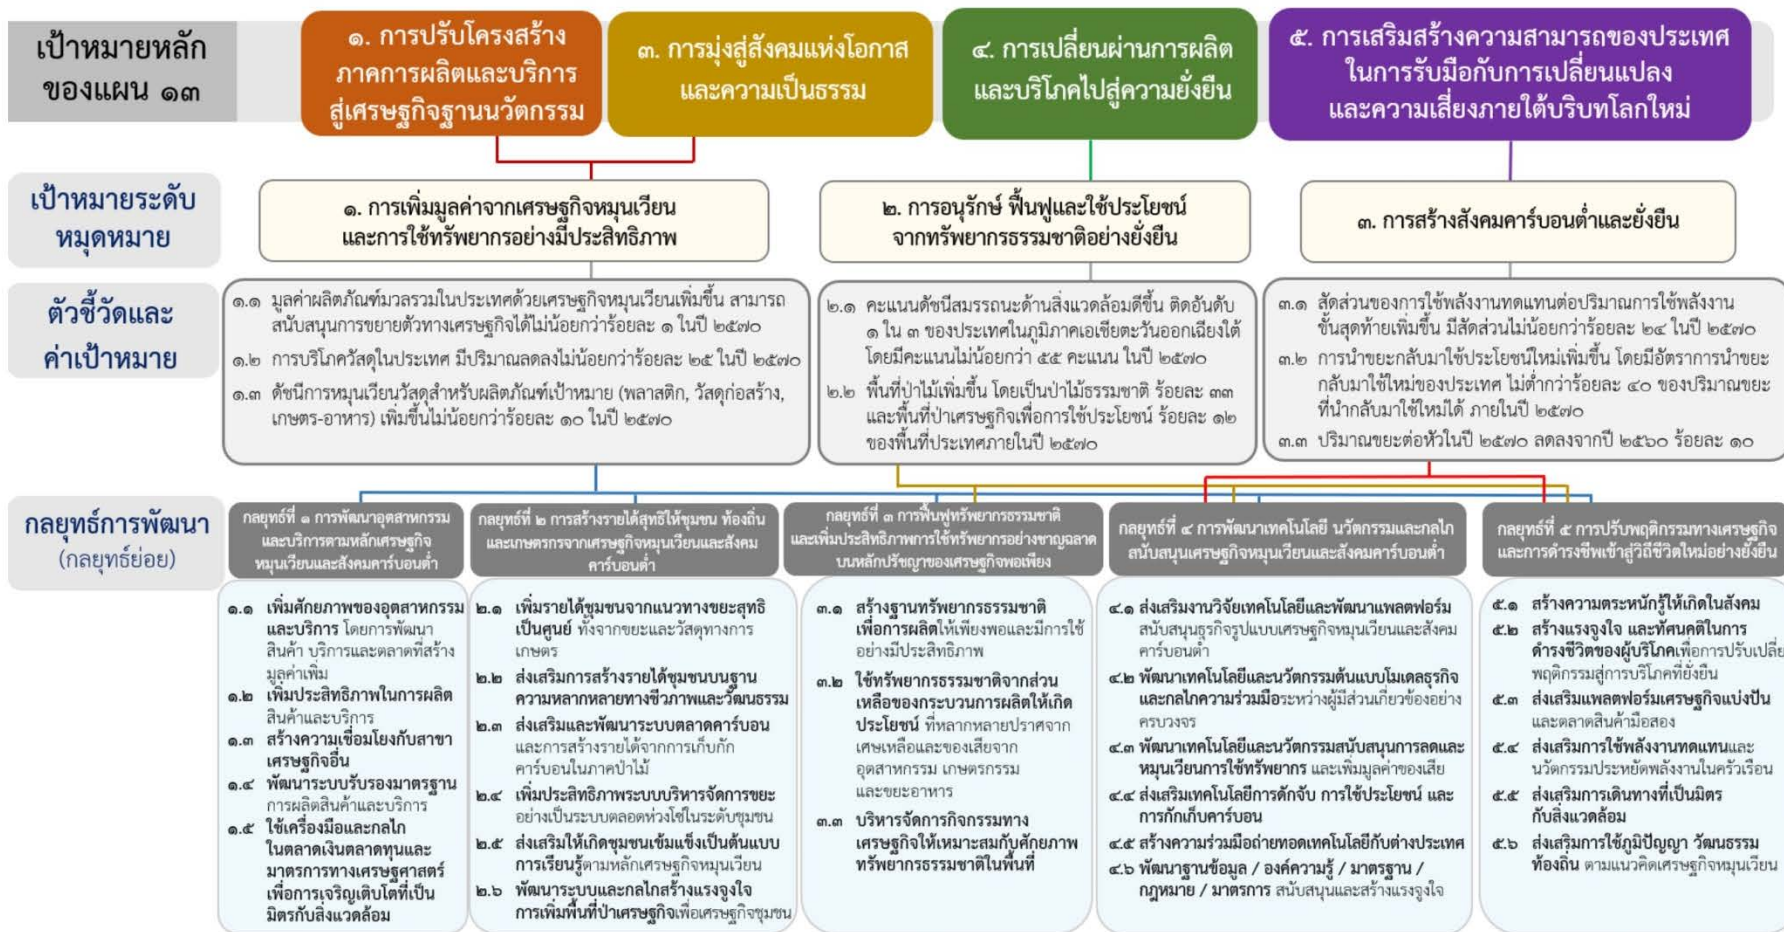 เป้าหมายหลัก
ของแผน ๑๓
๑. การปรับโครงสร้าง
ภาคการผลิตและบริการ
สู่เศรษฐกิจฐานนวัตกรรม
๓. การมุ่งสู่สังคมแห่งโอกาส
และความเป็นธรรม
๔. การเปลี่ยนผ่านการผลิต
และบริโภคไปสู่ความยั่งยืน
๕. การเสริมสร้างความสามารถของประเทศ
ในการรับมือกับการเปลี่ยนแปลง
และความเสี่ยงภายใต้บริบทโลกใหม่
เป้าหมายระดับ
หมุดหมาย
๑. การเพิ่มมูลค่าจากเศรษฐกิจหมุนเวียน
และการใช้ทรัพยากรอย่างมีประสิทธิภาพ
๒. การอนุรักษ์ ฟื้นฟูและใช้ประโยชน์
จากทรัพยากรธรรมชาติอย่างยั่งยืน
๓. การสร้างสังคมคาร์บอนต่ำและยั่งยืน
ตัวชี้วัดและ
ค่าเป้าหมาย
๑.๑ มูลค่าผลิตภัณฑ์มวลรวมในประเทศด้วยเศรษฐกิจหมุนเวียนเพิ่มขึ้น สามารถ
สนับสนุนการขยายตัวทางเศรษฐกิจได้ไม่น้อยกว่าร้อยละ ๑ ในปี ๒๕๗๐
๑.๒ การบริโภควัสดุในประเทศ มีปริมาณลดลงไม่น้อยกว่าร้อยละ ๒๕ ในปี ๒๕๗๐
๑.๓ ดัชนีการหมุนเวียนวัสดุสำหรับผลิตภัณฑ์เป้าหมาย (พลาสติก, วัสดุก่อสร้าง,
เกษตร-อาหาร) เพิ่มขึ้นไม่น้อยกว่าร้อยละ ๑๐ ในปี ๒๕๗๐
๒.๑ คะแนนดัชนีสมรรถนะด้านสิ่งแวดล้อมดีขึ้น ติดอันดับ
๑ ใน ๓ ของประเทศในภูมิภาคเอเชียตะวันออกเฉียงใต้
โดยมีคะแนนไม่น้อยกว่า ๕๕ คะแนน ในปี ๒๕๗๐
๒.๒ พื้นที่ป่าไม้เพิ่มขึ้น โดยเป็นป่าไม้ธรรมชาติ ร้อยละ ๓๓
และพื้นที่ป่าเศรษฐกิจเพื่อการใช้ประโยชน์ ร้อยละ ๑๒
ของพื้นที่ประเทศภายในปี ๒๕๗๐
๓.๑ สัดส่วนของการใช้พลังงานทดแทนต่อปริมาณการใช้พลังงาน
ขั้นสุดท้ายเพิ่มขึ้น มีสัดส่วนไม่น้อยกว่าร้อยละ ๒๔ ในปี ๒๕๗๐
๓.๒ การนำขยะกลับมาใช้ประโยชน์ใหม่เพิ่มขึ้น โดยมีอัตราการนำขยะ
กลับมาใช้ใหม่ของประเทศ ไม่ต่ำกว่าร้อยละ ๔๐ ของปริมาณขยะ
ที่นำกลับมาใช้ใหม่ได้ ภายในปี ๒๕๗๐
๓.๓ ปริมาณขยะต่อหัวในปี ๒๕๗๐ ลดลงจากปี ๒๕๖๐ ร้อยละ ๑๐
กลยุทธ์การพัฒนา
(กลยุทธ์ย่อย)
กลยุทธ์ที่ ๑ การพัฒนาอุตสาหกรรม
และบริการตามหลักเศรษฐกิจ
หมุนเวียนและสังคมคาร์บอนต่ำ
๑.๑ เพิ่มศักยภาพของอุตสาหกรรม
และบริการ โดยการพัฒนา
สินค้า บริการและตลาดที่สร้าง
มูลค่าเพิ่ม
๑.๒ เพิ่มประสิทธิภาพในการผลิต
สินค้าและบริการ
๑.๓ สร้างความเชื่อมโยงกับสาขา
เศรษฐกิจอื่น
๑.๔ พัฒนาระบบรับรองมาตรฐาน
การผลิตสินค้าและบริการ
๑.๕ ใช้เครื่องมือและกลไก
ในตลาดเงินตลาดทุนและ
มาตรการทางเศรษฐศาสตร์
เพื่อการเจริญเติบโตที่เป็น
มิตรกับสิ่งแวดล้อม
กลยุทธ์ที่ ๒ การสร้างรายได้สุทธิให้ชุมชน ท้องถิ่น
และเกษตรกรจากเศรษฐกิจหมุนเวียนและสังคม
คาร์บอนต่ำ
๒.๑ เพิ่มรายได้ชุมชนจากแนวทางขยะสุทธิ
เป็นศูนย์ ทั้งจากขยะและวัสดุทางการ
เกษตร
๒.๒ ส่งเสริมการสร้างรายได้ชุมชนบนฐาน
ความหลากหลายทางชีวภาพและวัฒนธรรม
๒.๓ ส่งเสริมและพัฒนาระบบตลาดคาร์บอน
และการสร้างรายได้จากการเก็บกัก
คาร์บอนในภาคป่าไม้
๒.๔ เพิ่มประสิทธิภาพระบบบริหารจัดการขยะ
อย่างเป็นระบบตลอดห่วงโซ่ในระดับชุมชน
๒.๕ ส่งเสริมให้เกิดชุมชนเข้มแข็งเป็นต้นแบบ
การเรียนรู้ตามหลักเศรษฐกิจหมุนเวียน
๒.๖ พัฒนาระบบและกลไกสร้างแรงจูงใจ
การเพิ่มพื้นที่ป่าเศรษฐกิจเพื่อเศรษฐกิจชุมชน
กลยุทธ์ที่ ๓ การฟื้นฟูทรัพยากรธรรมชาติ
และเพิ่มประสิทธิภาพการใช้ทรัพยากรอย่างชาญฉลาด
บนหลักปรัชญาของเศรษฐกิจพอเพียง
๓.๑ สร้างฐานทรัพยากรธรรมชาติ
เพื่อการผลิตให้เพียงพอและมีการใช้
อย่างมีประสิทธิภาพ
๓.๒ ใช้ทรัพยากรธรรมชาติจากส่วน
เหลือของกระบวนการผลิตให้เกิด
ประโยชน์ ที่หลากหลายปราศจาก
เศษเหลือและของเสียจาก
อุตสาหกรรม เกษตรกรรม
และขยะอาหาร
๓.๓ บริหารจัดการกิจกรรมทาง
เศรษฐกิจให้เหมาะสมกับศักยภาพ
ทรัพยากรธรรมชาติในพื้นที่
กลยุทธ์ที่ ๔ การพัฒนาเทคโนโลยี นวัตกรรมและกลไก
สนับสนุนเศรษฐกิจหมุนเวียนและสังคมคาร์บอนต่ำ
๔.๑ ส่งเสริมงานวิจัยเทคโนโลยีและพัฒนาแพลตฟอร์ม
สนับสนุนธุรกิจรูปแบบเศรษฐกิจหมุนเวียนและสังคม
คาร์บอนต่ำ
๔.๒ พัฒนาเทคโนโลยีและนวัตกรรมต้นแบบโมเดลธุรกิจ
และกลไกความร่วมมือระหว่างผู้มีส่วนเกี่ยวข้องอย่าง
ครบวงจร
๔.๓ พัฒนาเทคโนโลยีและนวัตกรรมสนับสนุนการลดและ
หมุนเวียนการใช้ทรัพยากร และเพิ่มมูลค่าของเสีย
๔.๔ ส่งเสริมเทคโนโลยีการดักจับ การใช้ประโยชน์ และ
การกักเก็บคาร์บอน
๔.๕ สร้างความร่วมมือถ่ายทอดเทคโนโลยีกับต่างประเทศ
๔.๖ พัฒนาฐานข้อมูล / องค์ความรู้ / มาตรฐาน /
กฎหมาย / มาตรการ สนับสนุนและสร้างแรงจูงใจ
กลยุทธ์ที่ ๕ การปรับพฤติกรรมทางเศรษฐกิจ
และการดำรงชีพเข้าสู่วิถีชีวิตใหม่อย่างยั่งยืน
๕.๑ สร้างความตระหนักรู้ให้เกิดในสังคม
๕.๒ สร้างแรงจูงใจ และทัศนคติในการ
ดำรงชีวิตของผู้บริโภคเพื่อการปรับเปลี่ย
พฤติกรรมสู่การบริโภคที่ยั่งยืน
๕.๓ ส่งเสริมแพลตฟอร์มเศรษฐกิจแบ่งปัน
และตลาดสินค้ามือสอง
๕.๔ ส่งเสริมการใช้พลังงานทดแทนและ
นวัตกรรมประหยัดพลังงานในครัวเรือน
๕.๕ ส่งเสริมการเดินทางที่เป็นมิตร
กับสิ่งแวดล้อม
๕.๖ ส่งเสริมการใช้ภูมิปัญญา วัฒนธรรม
ท้องถิ่น ตามแนวคิดเศรษฐกิจหมุนเวียน